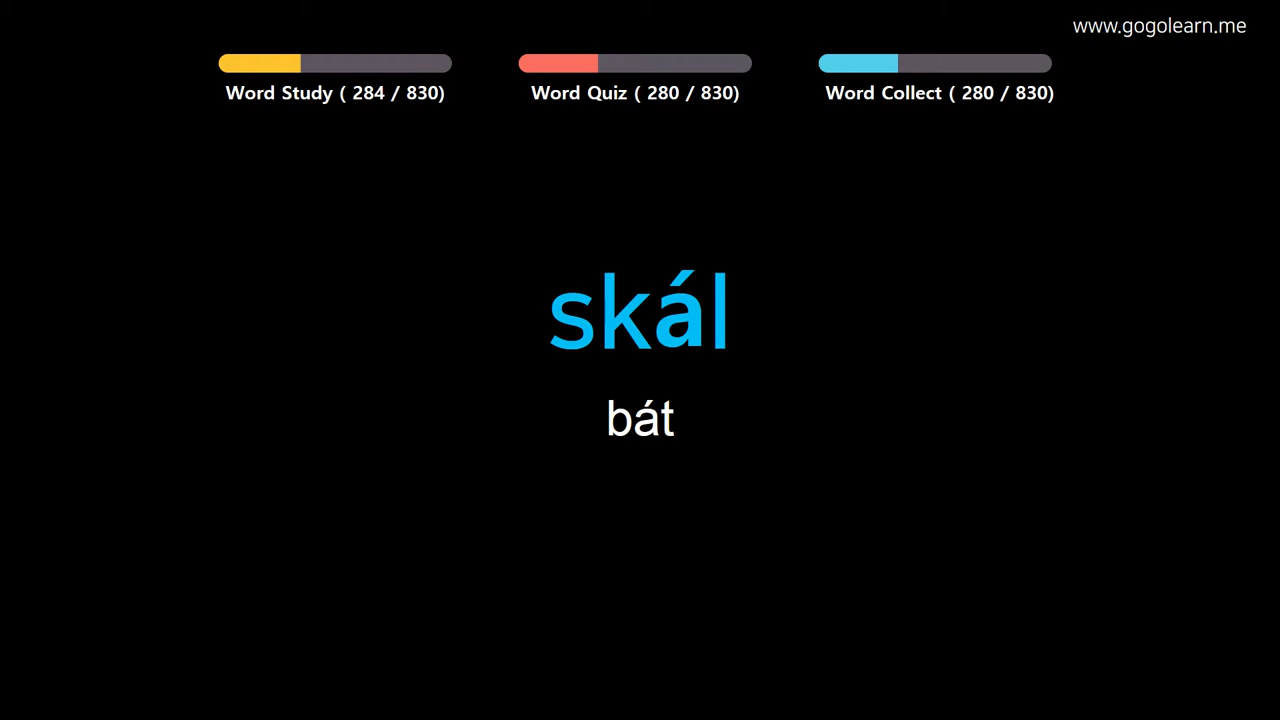 www.gogolearn.me
Word Study ( 284 / 830)
Word Quiz ( 280 / 830)
Word Collect ( 280 / 830)
skál
bát